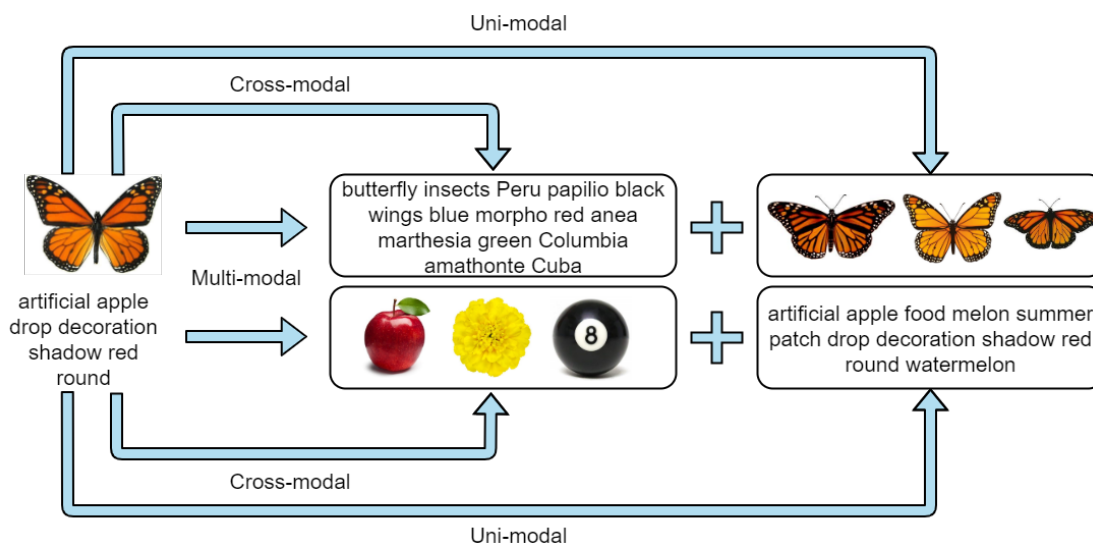 Uni-modal
Cross-modal
butterfly insects Peru papilio black
wings blue morpho red anea
marthesia green Columbia
amathonte Cuba
Multi-modal
artificial apple
drop decoration
shadow red
round
8
artificial apple food melon summer
patch drop decoration shadow red
round watermelon
Cross-modal
Uni-modal